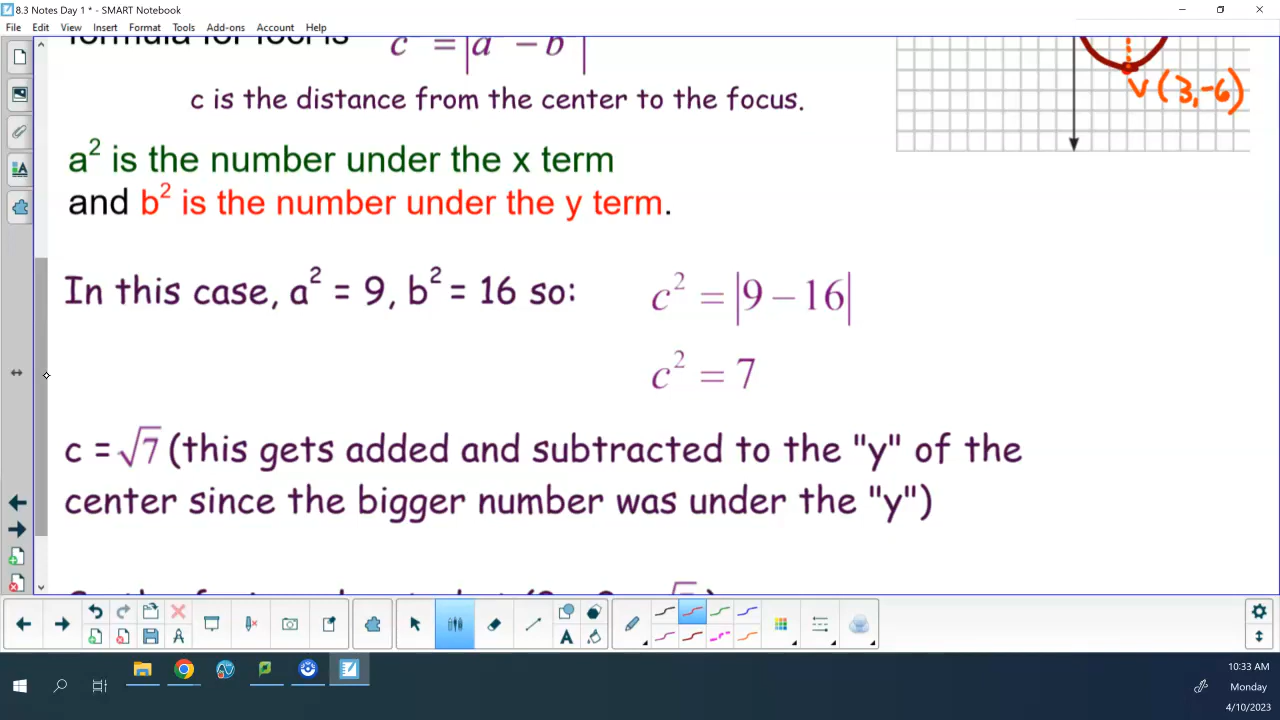 8.3 Notes Day 1 * - SMART Notebook
File Edit View Insert Format Tools Add-ons Account Help
formula for foci is c = |a - b |
V (3,-6)
c is the distance from the center to the focus.
a² is the number under the x term
and b² is the number under the y term.
In this case, a² = 9, b² = 16 so: c² = |9 – 16|
c² = 7
c = √7 (this gets added and subtracted to the "y" of the
center since the bigger number was under the "y")
10:33 AM
Monday
4/10/2023